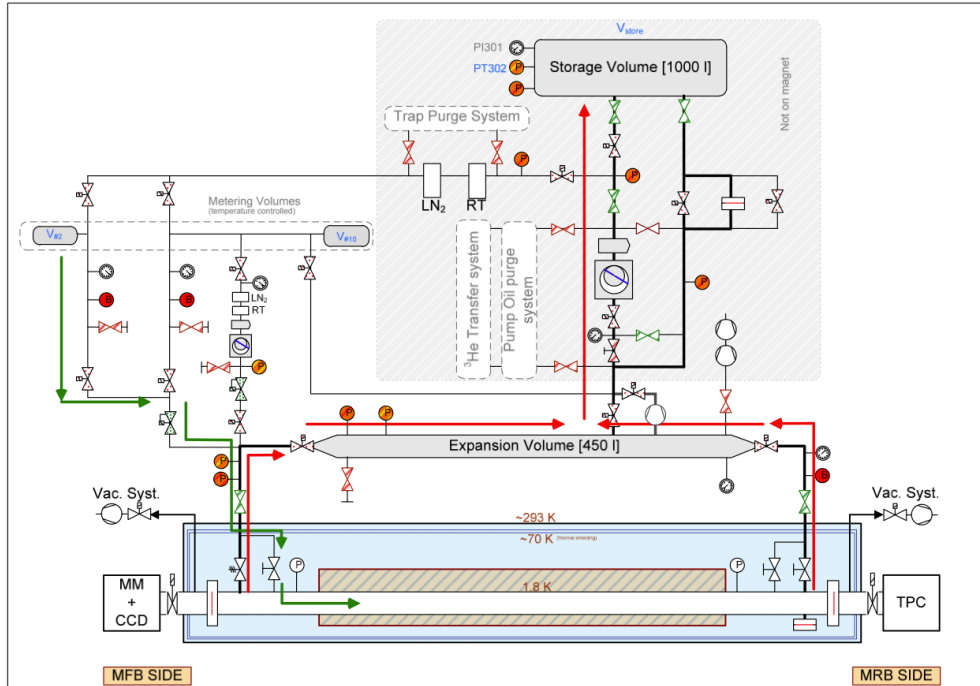 V store
PI301
PT302
P
P
Storage Volume [1000 l]
Not on magnet
Trap Purge System
P
P
LN2
RT
Metering Volumes
(temperature controlled)
V#2
V#10
B
B
LN2
RT
P
3He Transfer system
Pump Oil purge
system
P
P
P
Expansion Volume [450 l]
P
P
B
Vac. Syst.
Vac. Syst.
~293 K
~70 K (thermal shielding)
P
P
1.8 K
MM
+
CCD
TPC
MFB SIDE
MRB SIDE